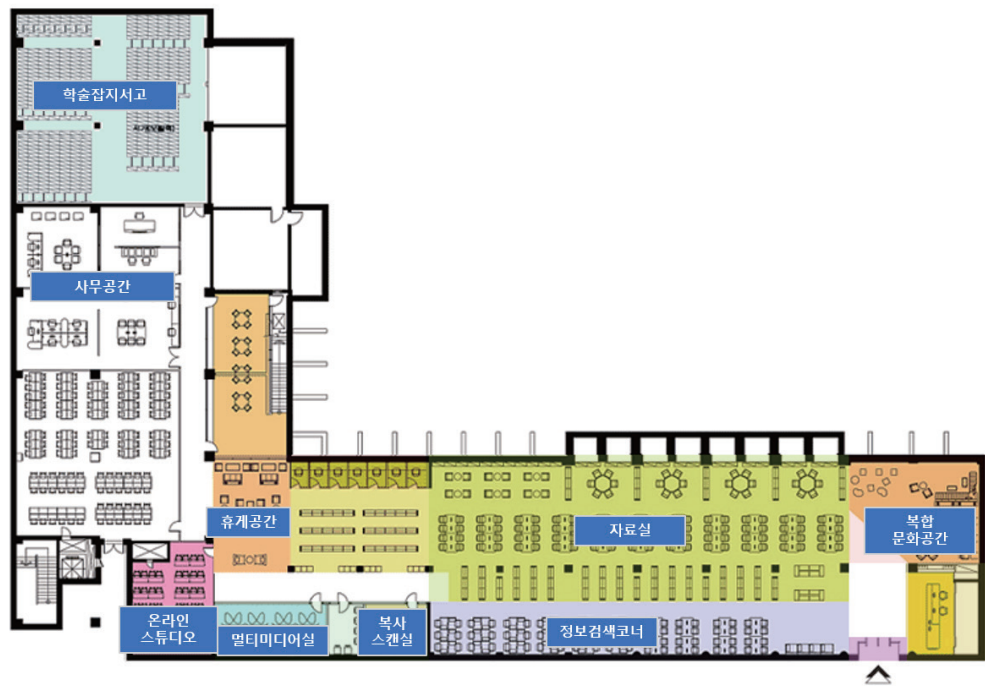 학술잡지서고
사무공간
휴게공간
자료실
복합
문화공간
온라인
스튜디오
멀티미디어실
복사
스캔실
정보검색코너